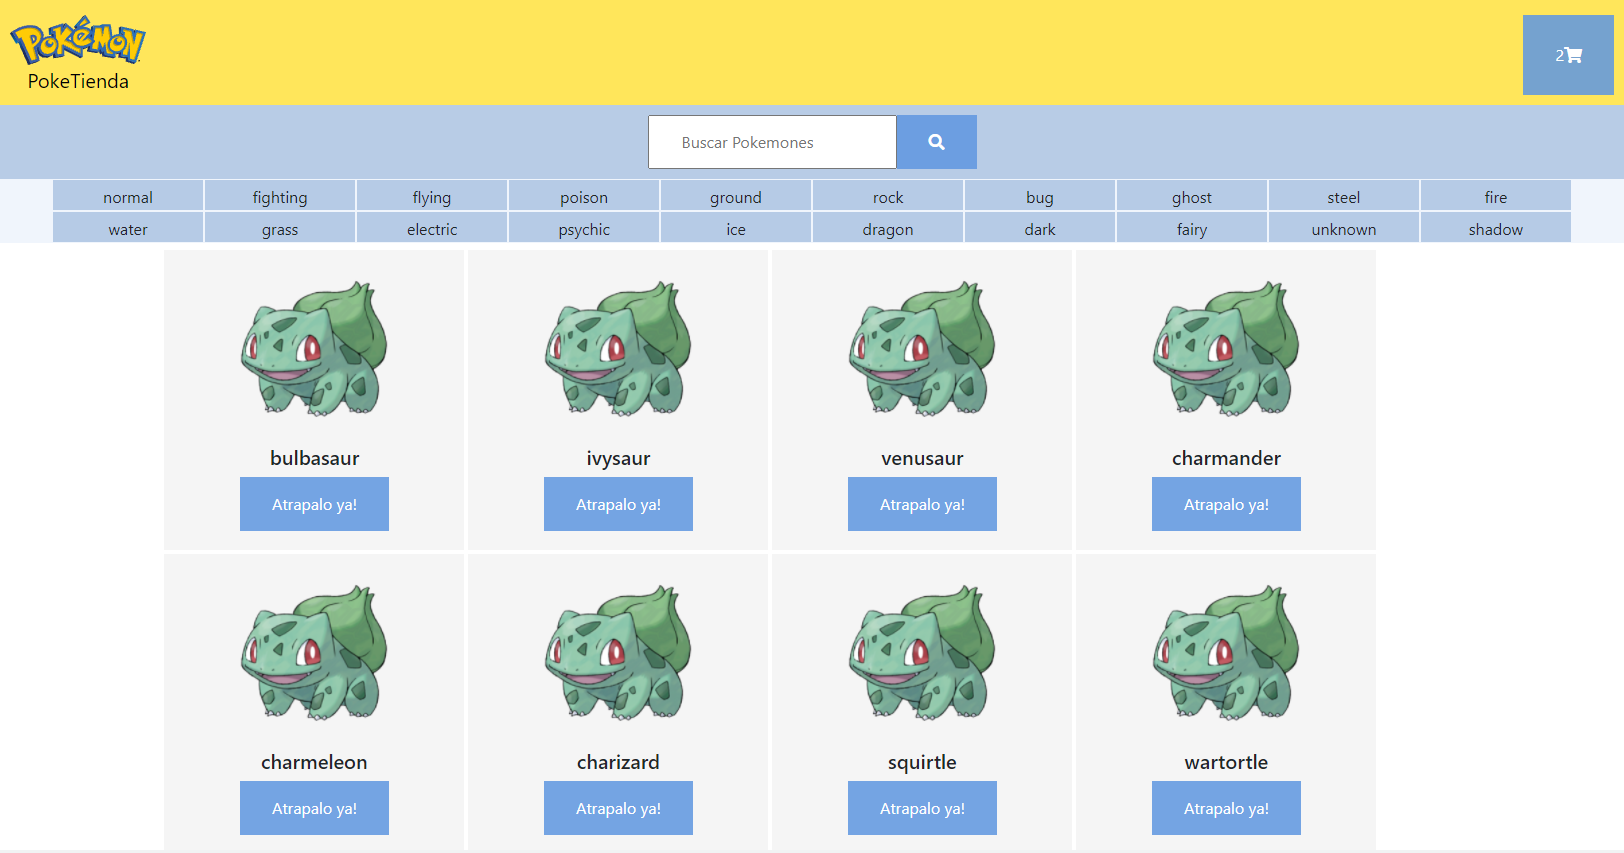 Pokémon
PokeTienda
2
Buscar Pokemones
normal fighting flying poison ground rock bug ghost steel fire
water grass electric psychic ice dragon dark fairy unknown shadow
bulbasaur ivysaur venusaur charmander
Atrapalo ya! Atrapalo ya! Atrapalo ya! Atrapalo ya!
charmeleon charizard squirtle wartortle
Atrapalo ya! Atrapalo ya! Atrapalo ya! Atrapalo ya!